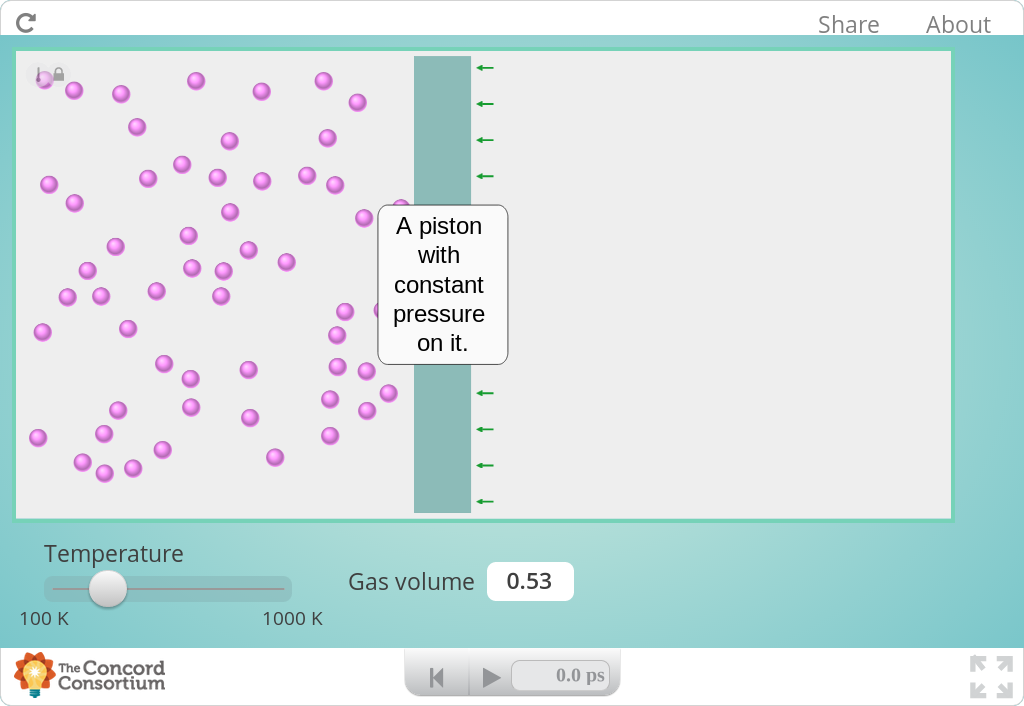 Share About
A piston
with
constant
pressure
on it.
Temperature
100 K 1000 K
Gas volume 0.53
The Concord
Consortium
0.0 ps